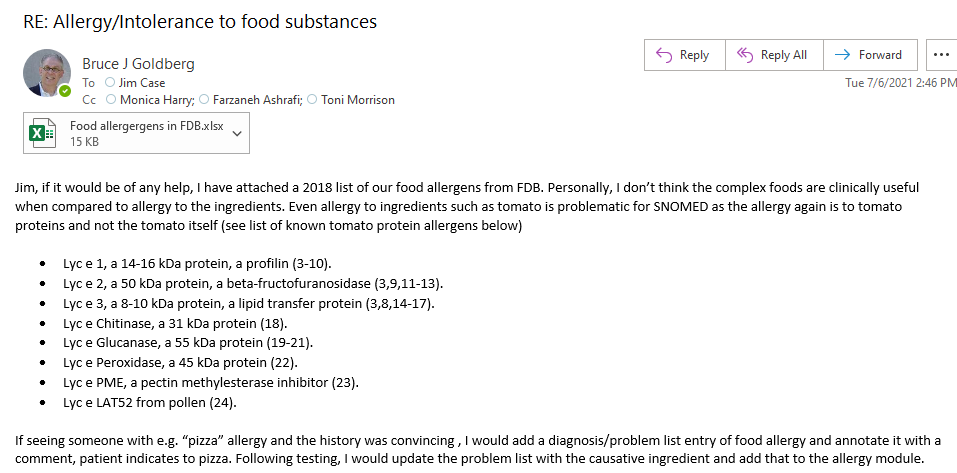 RE: Allergy/Intolerance to food substances
Bruce J Goldberg
To Jim Case
Cc Monica Harry; Farzaneh Ashrafi; Toni Morrison
Reply
Reply All
Forward
...
Tue 7/6/2021 2:46 PM
Food allergergens in FDB.xlsx
15 KB
Jim, if it would be of any help, I have attached a 2018 list of our food allergens from FDB. Personally, I don't think the complex foods are clinically useful
when compared to allergy to the ingredients. Even allergy to ingredients such as tomato is problematic for SNOMED as the allergy again is to tomato
proteins and not the tomato itself (see list of known tomato protein allergens below)
• Lyc e 1, a 14-16 kDa protein, a profilin (3-10).
• Lyc e 2, a 50 kDa protein, a beta-fructofuranosidase (3,9,11-13).
• Lyc e 3, a 8-10 kDa protein, a lipid transfer protein (3,8,14-17).
• Lyc e Chitinase, a 31 kDa protein (18).
• Lyc e Glucanase, a 55 kDa protein (19-21).
• Lyc e Peroxidase, a 45 kDa protein (22).
• Lyc e PME, a pectin methylesterase inhibitor (23).
• Lyc e LAT52 from pollen (24).
If seeing someone with e.g. "pizza" allergy and the history was convincing , I would add a diagnosis/problem list entry of food allergy and annotate it with a
comment, patient indicates to pizza. Following testing, I would update the problem list with the causative ingredient and add that to the allergy module.